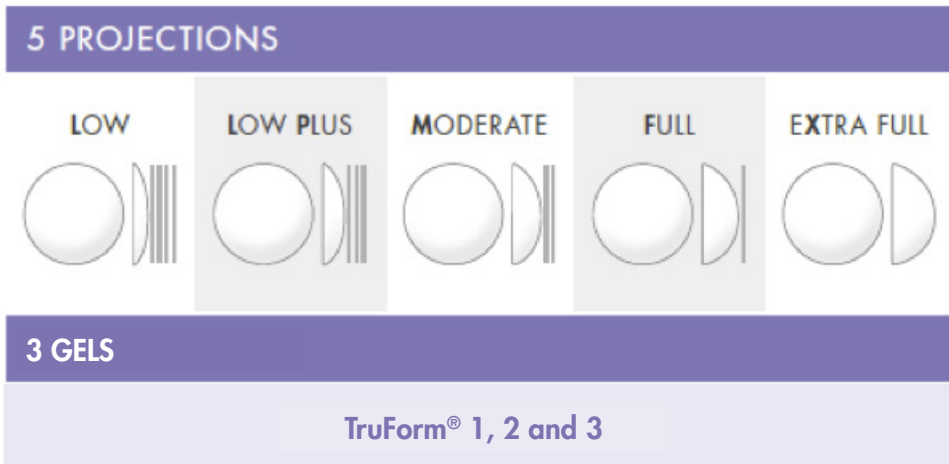 5 PROJECTIONS
LOW LOW PLUS MODERATE FULL EXTRA FULL
3 GELS
TruForm® 1, 2 and 3